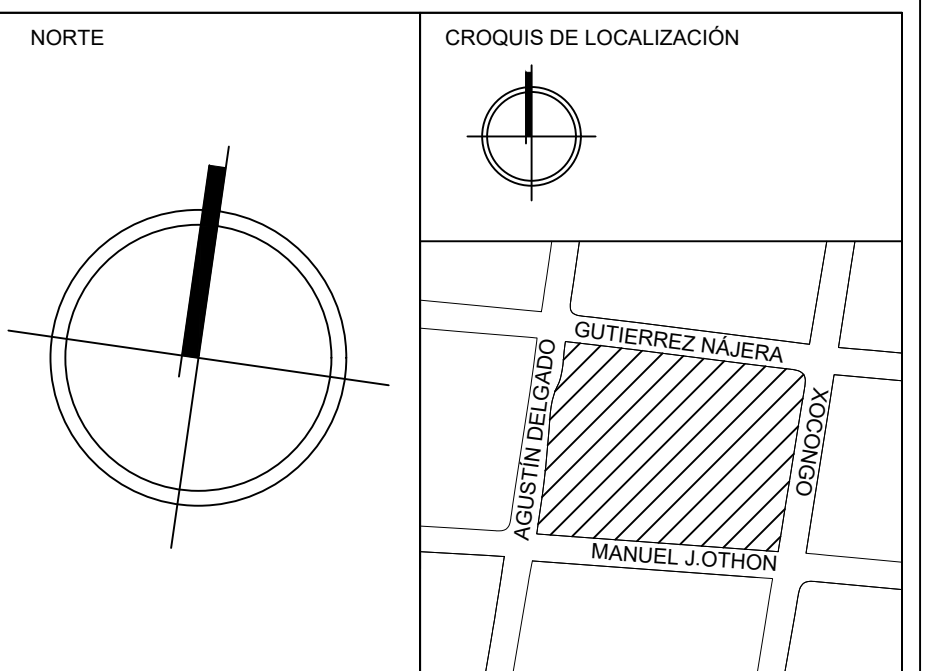 NORTE
CROQUIS DE LOCALIZACIÓN
GUTIERREZ NÁJERA
AGUSTÍN DELGADO
XOCONGO
MANUEL J.OTHON